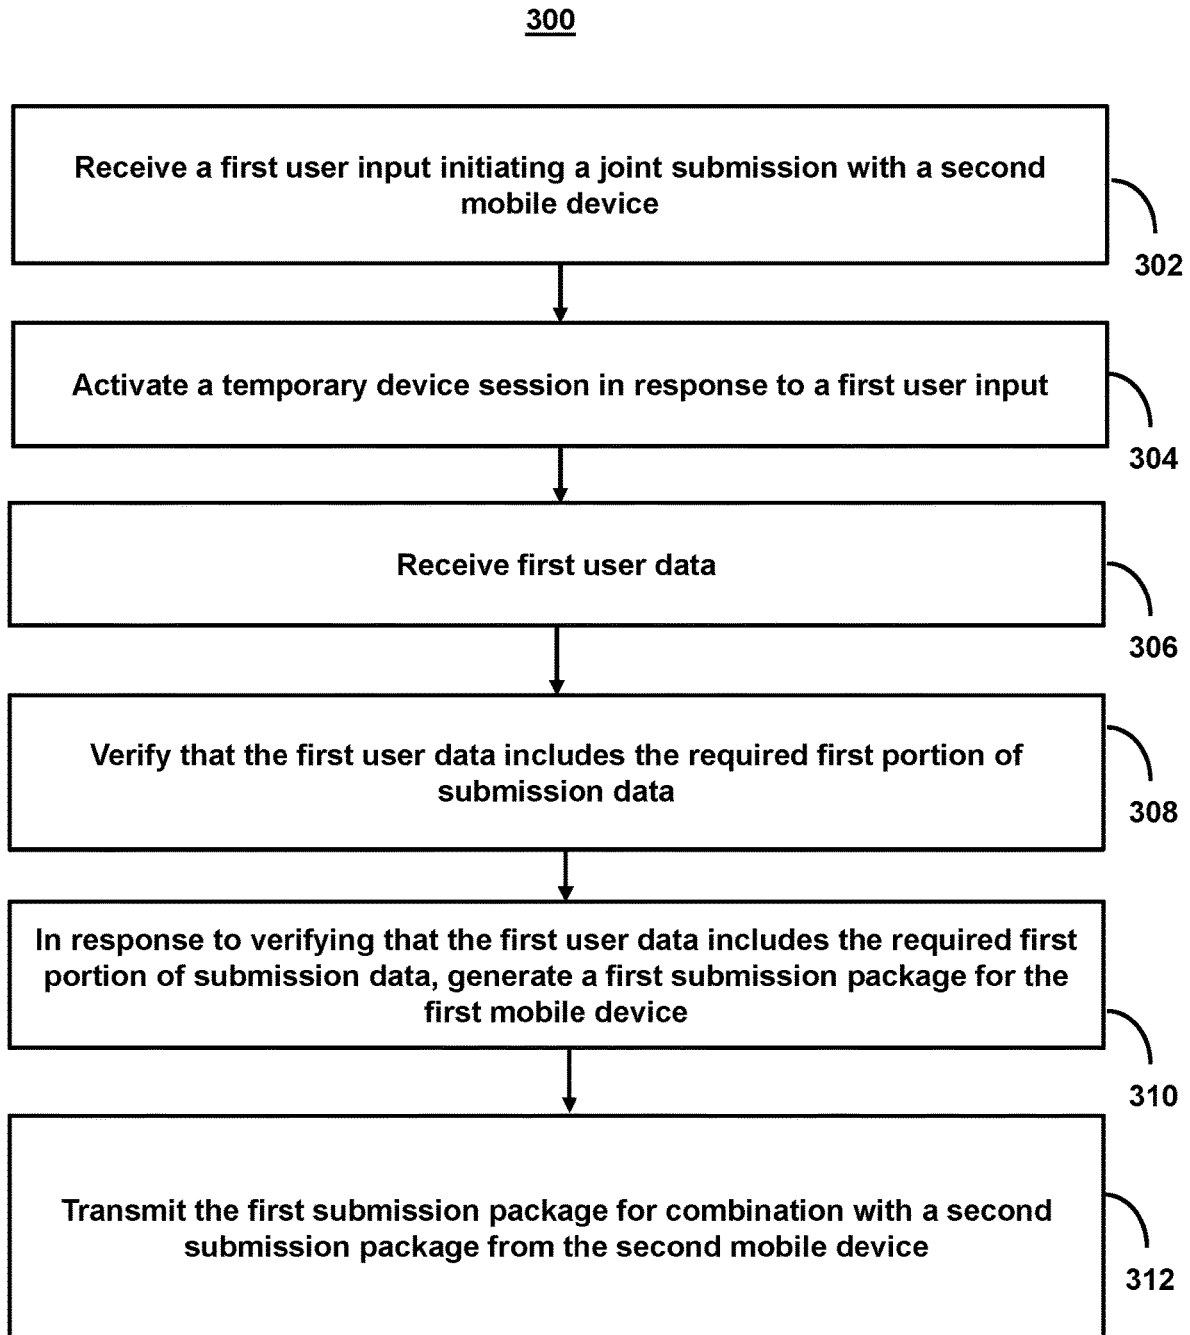 300
Receive a first user input initiating a joint submission with a second
mobile device
302
Activate a temporary device session in response to a first user input
304
Receive first user data
306
Verify that the first user data includes the required first portion of
submission data
308
In response to verifying that the first user data includes the required first
portion of submission data, generate a first submission package for the
first mobile device
310
Transmit the first submission package for combination with a second
submission package from the second mobile device
312